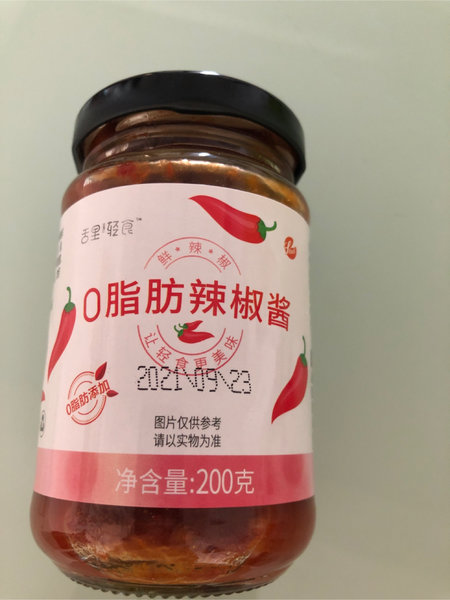 舌里轻食™
鲜*辣*椒
0脂肪辣椒酱
让轻食更美味
2021/09/23
0脂肪添加
图片仅供参考
请以实物为准
净含量:200克